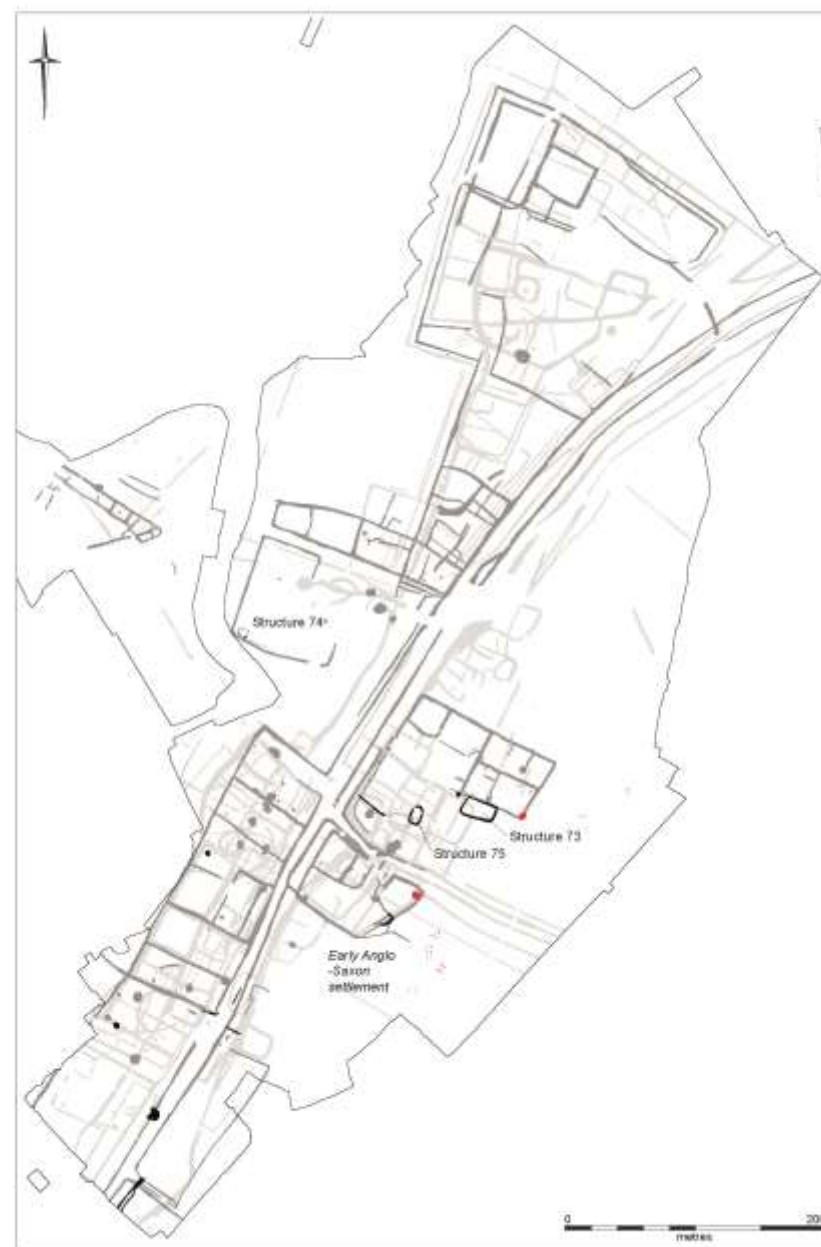 Structure 74
Structure 73
Structure 75
Early Anglo
-Saxon
settlement
0
metres